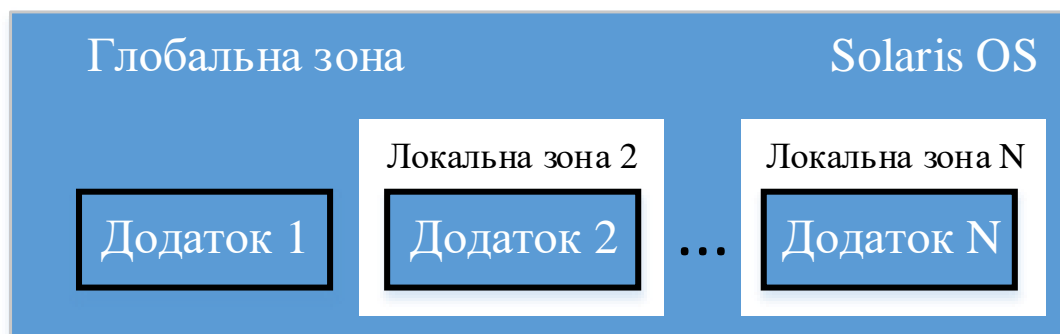 Глобальна зона Solaris OS
Локальна зона 2 Локальна зона N
Додаток 1 Додаток 2 ... Додаток N